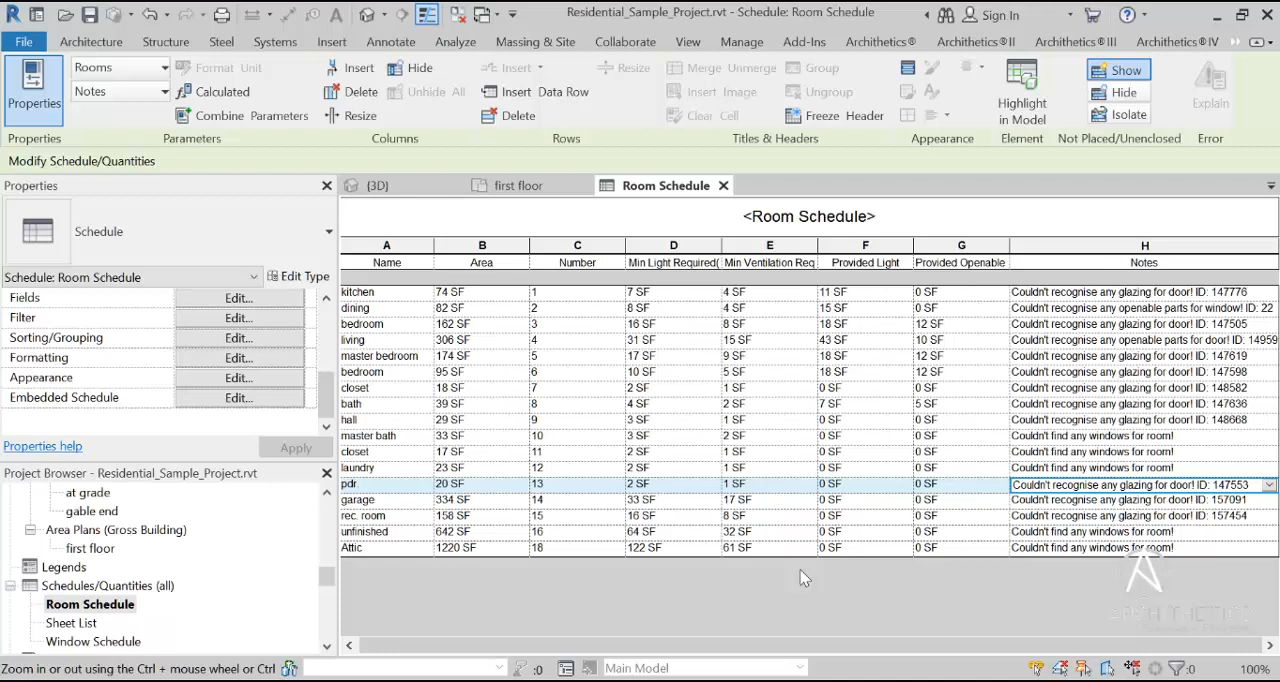 Residential_Sample_Project.rvt - Schedule: Room Schedule
Sign In
File Architecture Structure Steel Systems Insert Annotate Analyze Massing & Site Collaborate View Manage Add-Ins Archithetics® Archithetics®II Archithetics®III Archithetics®IV
Properties
Rooms
Notes
Format Unit
Calculated
Combine Parameters
Insert
Delete
Resize
Hide
Unhide All
Insert
Insert Data Row
Delete
Resize
Merge Unmerge
Insert Image
Clear Cell
Group
Ungroup
Freeze Header
Highlight in Model
Show
Hide
Isolate
Explain
Properties Parameters Columns Rows Titles & Headers Appearance Element Not Placed/Unenclosed Error
Modify Schedule/Quantities
Properties
{3D} first floor Room Schedule
Schedule
Schedule: Room Schedule Edit Type
Fields Edit...
Filter Edit...
Sorting/Grouping Edit...
Formatting Edit...
Appearance Edit...
Embedded Schedule Edit...
Properties help Apply
Project Browser - Residential_Sample_Project.rvt
at grade
gable end
Area Plans (Gross Building)
first floor
Legends
Schedules/Quantities (all)
Room Schedule
Sheet List
Window Schedule
<Room Schedule>
A B C D E F G H
Name Area Number Min Light Required( Min Ventilation Req Provided Light Provided Openable Notes
kitchen 74 SF 1 7 SF 4 SF 11 SF 0 SF Couldn't recognise any glazing for door! ID: 147776
dining 82 SF 2 8 SF 4 SF 15 SF 0 SF Couldn't recognise any openable parts for window! ID: 22
bedroom 162 SF 3 16 SF 8 SF 18 SF 12 SF Couldn't recognise any glazing for door! ID: 147505
living 306 SF 4 31 SF 15 SF 43 SF 10 SF Couldn't recognise any openable parts for door! ID: 14959
master bedroom 174 SF 5 17 SF 9 SF 18 SF 12 SF Couldn't recognise any glazing for door! ID: 147619
bedroom 95 SF 6 10 SF 5 SF 18 SF 12 SF Couldn't recognise any glazing for door! ID: 147598
closet 18 SF 7 2 SF 1 SF 0 SF 0 SF Couldn't recognise any glazing for door! ID: 148582
bath 39 SF 8 4 SF 2 SF 7 SF 5 SF Couldn't recognise any glazing for door! ID: 147636
hall 29 SF 9 3 SF 1 SF 0 SF 0 SF Couldn't recognise any glazing for door! ID: 148668
master bath 33 SF 10 3 SF 2 SF 0 SF 0 SF Couldn't find any windows for room!
closet 17 SF 11 2 SF 1 SF 0 SF 0 SF Couldn't find any windows for room!
laundry 23 SF 12 2 SF 1 SF 0 SF 0 SF Couldn't find any windows for room!
pdr. 20 SF 13 2 SF 1 SF 0 SF 0 SF Couldn't recognise any glazing for door! ID: 147553
garage 334 SF 14 33 SF 17 SF 0 SF 0 SF Couldn't recognise any glazing for door! ID: 157091
rec. room 158 SF 15 16 SF 8 SF 0 SF 0 SF Couldn't recognise any glazing for door! ID: 157454
unfinished 642 SF 16 64 SF 32 SF 0 SF 0 SF Couldn't find any windows for room!
Attic 1220 SF 18 122 SF 61 SF 0 SF 0 SF Couldn't find any windows for room!
ARCHITHETICS
Zoom in or out using the Ctrl + mouse wheel or Ctrl :0 Main Model :0 100%